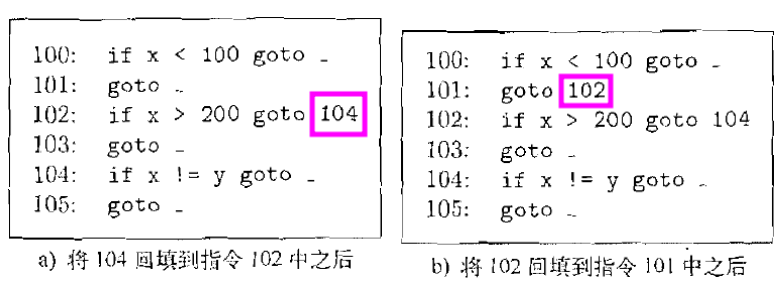 100: if x < 100 goto _
101: goto _
102: if x > 200 goto 104
103: goto _
104: if x != y goto _
105: goto _
a) 将 104 回填到指令 102 中之后
100: if x < 100 goto _
101: goto 102
102: if x > 200 goto 104
103: goto _
104: if x != y goto _
105: goto _
b) 将 102 回填到指令 101 中之后